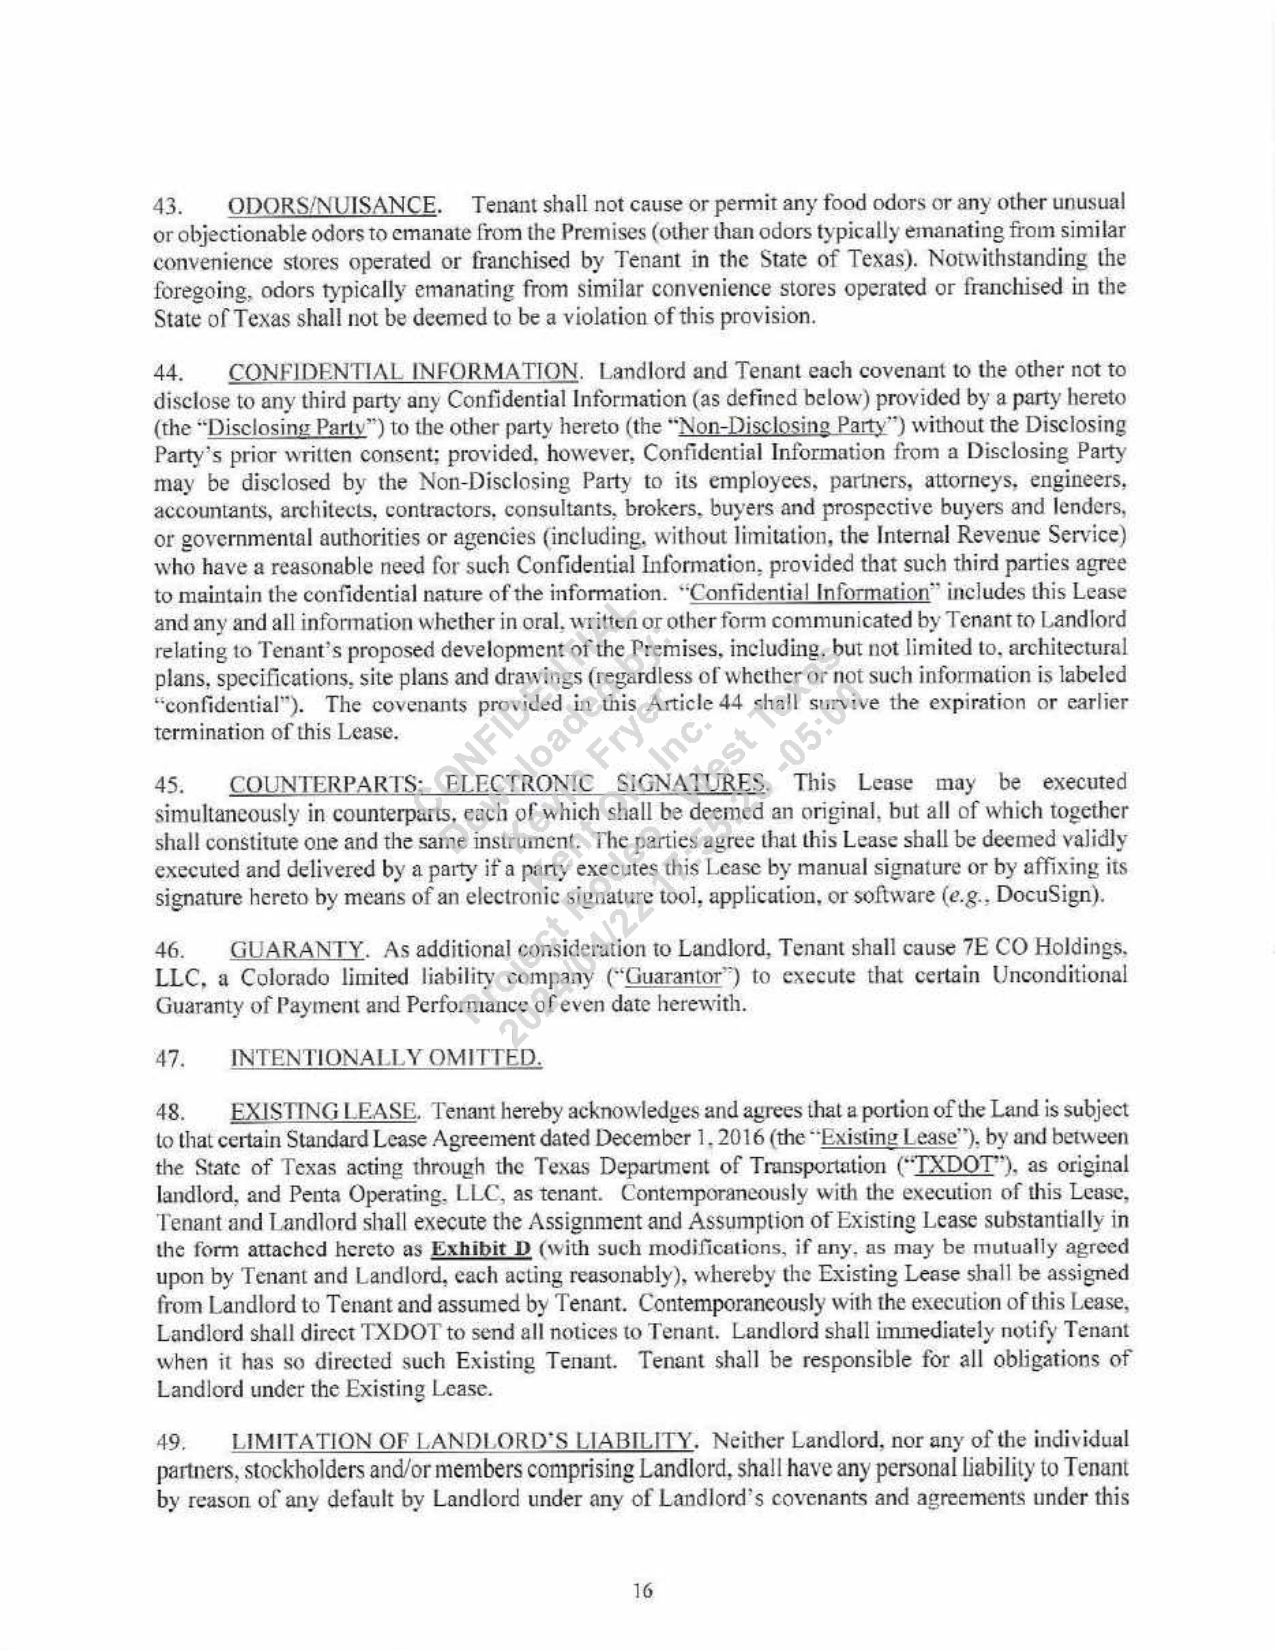 43. ODORS/NUISANCE. Tenant shall not cause or permit any food odors or any other unusual
or objectionable odors to emanate from the Premises (other than odors typically emanating from similar
convenience stores operated or franchised by Tenant in the State of Texas). Notwithstanding the
foregoing, odors typically emanating from similar convenience stores operated or franchised in the
State of Texas shall not be deemed to be a violation of this provision.
44. CONFIDENTIAL INFORMATION. Landlord and Tenant each covenant to the other not to
disclose to any third party any Confidential Information (as defined below) provided by a party hereto
(the “Disclosing Party”) to the other party hereto (the “Non-Disclosing Party”) without the Disclosing
Party’s prior written consent; provided, however, Confidential Information from a Disclosing Party
may be disclosed by the Non-Disclosing Party to its employees, partners, attorneys, engineers,
accountants, architects, contractors, consultants, brokers, buyers and prospective buyers and lenders,
or governmental authorities or agencies (including, without limitation, the Internal Revenue Service)
who have a reasonable need for such Confidential Information, provided that such third parties agree
to maintain the confidential nature of the information. “Confidential Information” includes this Lease
and any and all information whether in oral, written or other form communicated by Tenant to Landlord
relating to Tenant’s proposed development of the Premises, including, but not limited to, architectural
plans, specifications, site plans and drawings (regardless of whether or not such information is labeled
“confidential”). The covenants provided in this Article 44 shall survive the expiration or earlier
termination of this Lease.
45. COUNTERPARTS; ELECTRONIC SIGNATURES. This Lease may be executed
simultaneously in counterparts, each of which shall be deemed an original, but all of which together
shall constitute one and the same instrument. The parties agree that this Lease shall be deemed validly
executed and delivered by a party if a party executes this Lease by manual signature or by affixing its
signature hereto by means of an electronic signature tool, application, or software (e.g., DocuSign).
46. GUARANTY. As additional consideration to Landlord, Tenant shall cause 7E CO Holdings,
LLC, a Colorado limited liability company (“Guarantor”) to execute that certain Unconditional
Guaranty of Payment and Performance of even date herewith.
47. INTENTIONALLY OMITTED.
48. EXISTING LEASE. Tenant hereby acknowledges and agrees that a portion of the Land is subject
to that certain Standard Lease Agreement dated December 1, 2016 (the “Existing Lease”), by and between
the State of Texas acting through the Texas Department of Transportation (“TXDOT”), as original
landlord, and Penta Operating, LLC, as tenant. Contemporaneously with the execution of this Lease,
Tenant and Landlord shall execute the Assignment and Assumption of Existing Lease substantially in
the form attached hereto as Exhibit D (with such modifications, if any, as may be mutually agreed
upon by Tenant and Landlord, each acting reasonably), whereby the Existing Lease shall be assigned
from Landlord to Tenant and assumed by Tenant. Contemporaneously with the execution of this Lease,
Landlord shall direct TXDOT to send all notices to Tenant. Landlord shall immediately notify Tenant
when it has so directed such Existing Tenant. Tenant shall be responsible for all obligations of
Landlord under the Existing Lease.
49. LIMITATION OF LANDLORD’S LIABILITY. Neither Landlord, nor any of the individual
partners, stockholders and/or members comprising Landlord, shall have any personal liability to Tenant
by reason of any default by Landlord under any of Landlord’s covenants and agreements under this
16
CONFIDENTIAL
Downloaded by:
Kevin Fryer
Kent Oil, Inc.
Project Rodeo West Texas
2024/04/22 17:55:28 -05:00